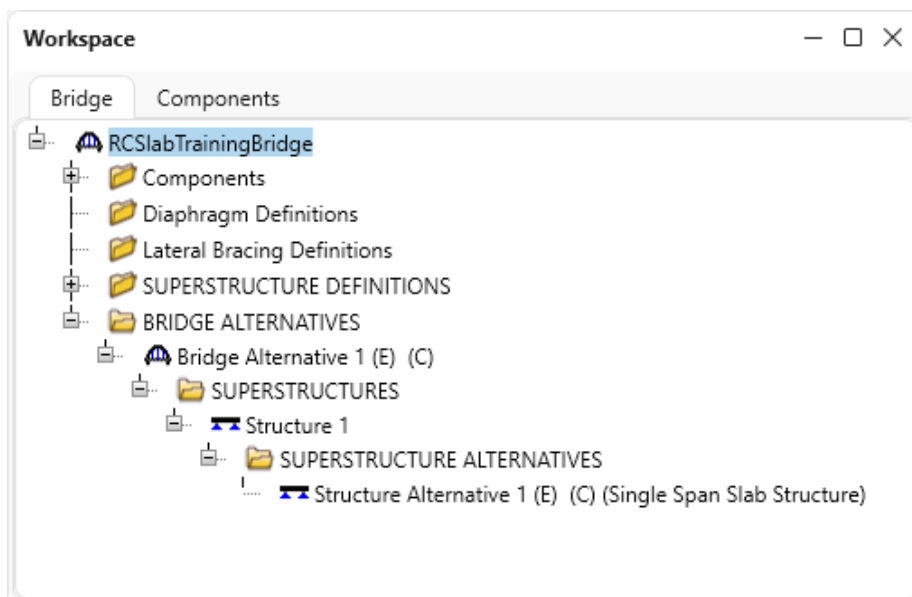 Workspace
Bridge Components
RCSlabTrainingBridge
Components
Diaphragm Definitions
Lateral Bracing Definitions
SUPERSTRUCTURE DEFINITIONS
BRIDGE ALTERNATIVES
Bridge Alternative 1 (E) (C)
SUPERSTRUCTURES
Structure 1
SUPERSTRUCTURE ALTERNATIVES
Structure Alternative 1 (E) (C) (Single Span Slab Structure)